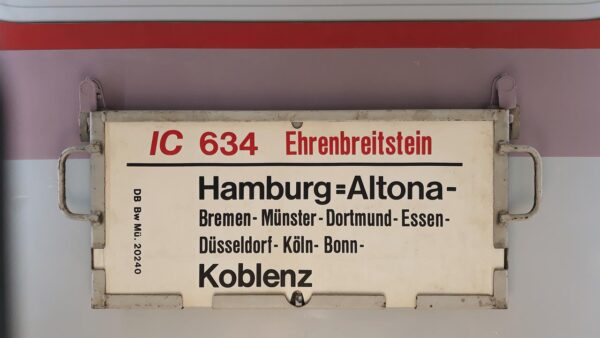 IC 634 Ehrenbreitstein
Hamburg=Altona-
Bremen- Münster- Dortmund- Essen-
Düsseldorf- Köln- Bonn-
Koblenz
DB Bw Mü. 20240